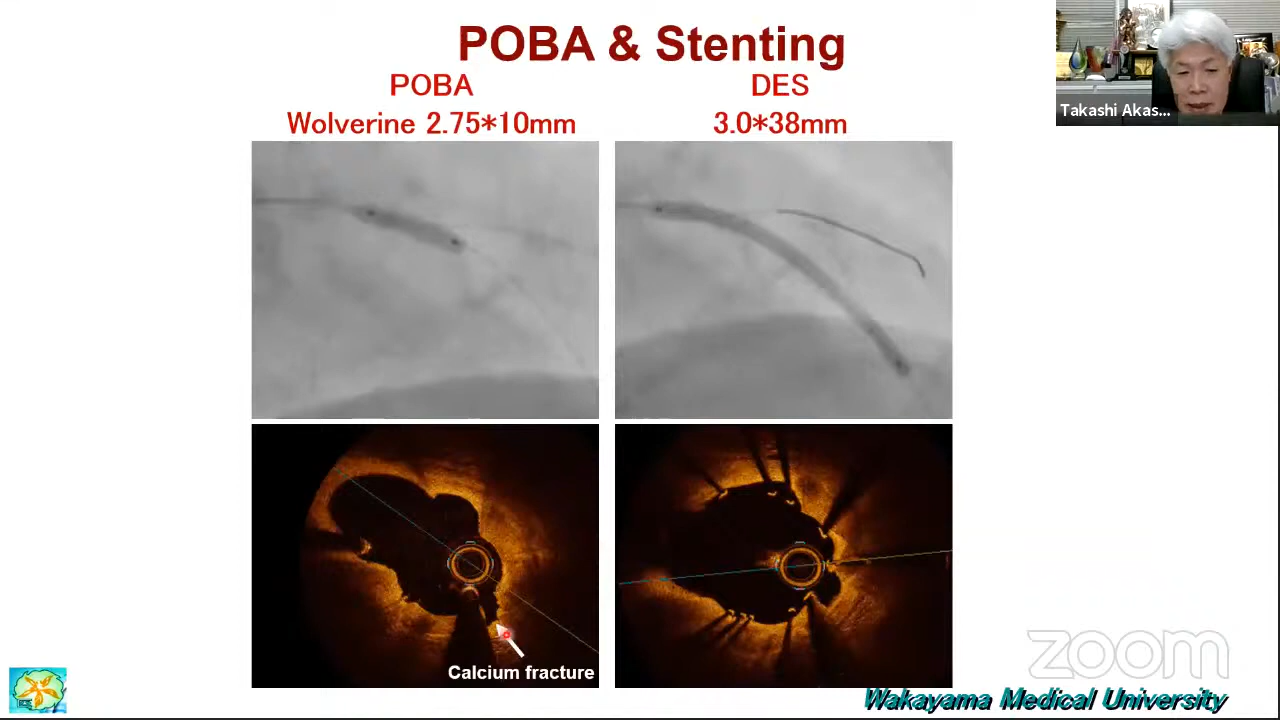 POBA & Stenting
POBA
Wolverine 2.75*10mm
DES
3.0*38mm
Takashi Akas...
Calcium fracture
zoom
Wakayama Medical University